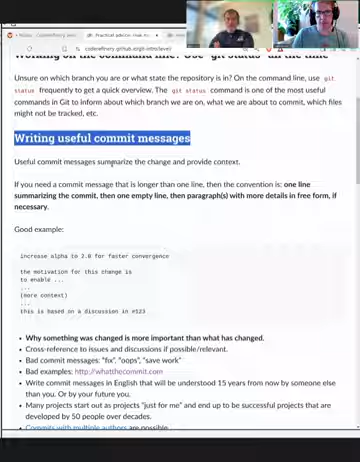 coderefinery.github.io/git-intro/level/
Working on the command line? Use "git status" all the time
Unsure on which branch you are or what state the repository is in? On the command line, use git
status frequently to get a quick overview. The git status command is one of the most useful
commands in Git to inform about which branch we are on, what we are about to commit, which files
might not be tracked, etc.
Writing useful commit messages
Useful commit messages summarize the change and provide context.
If you need a commit message that is longer than one line, then the convention is: one line
summarizing the commit, then one empty line, then paragraph(s) with more details in free form, if
necessary.
Good example:
increase alpha to 2.0 for faster convergence
the motivation for this change is
to enable ...
...
(more context)
...
this is based on a discussion in #123
Why something was changed is more important than what has changed.
Cross-reference to issues and discussions if possible/relevant.
Bad commit messages: "fix", "oops", "save work"
Bad examples: http://whatthecommit.com
Write commit messages in English that will be understood 15 years from now by someone else
than you. Or by your future you.
Many projects start out as projects "just for me" and end up to be successful projects that are
developed by 50 people over decades.
Commits with multiple authors are possible